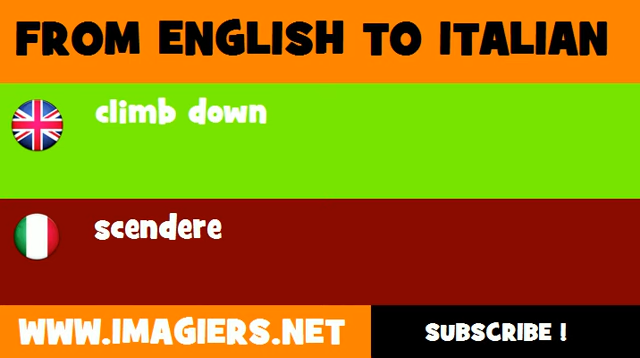 FROM ENGLISH TO ITALIAN
climb down
scendere
WWW.IMAGIERS.NET
SUBSCRIBE !